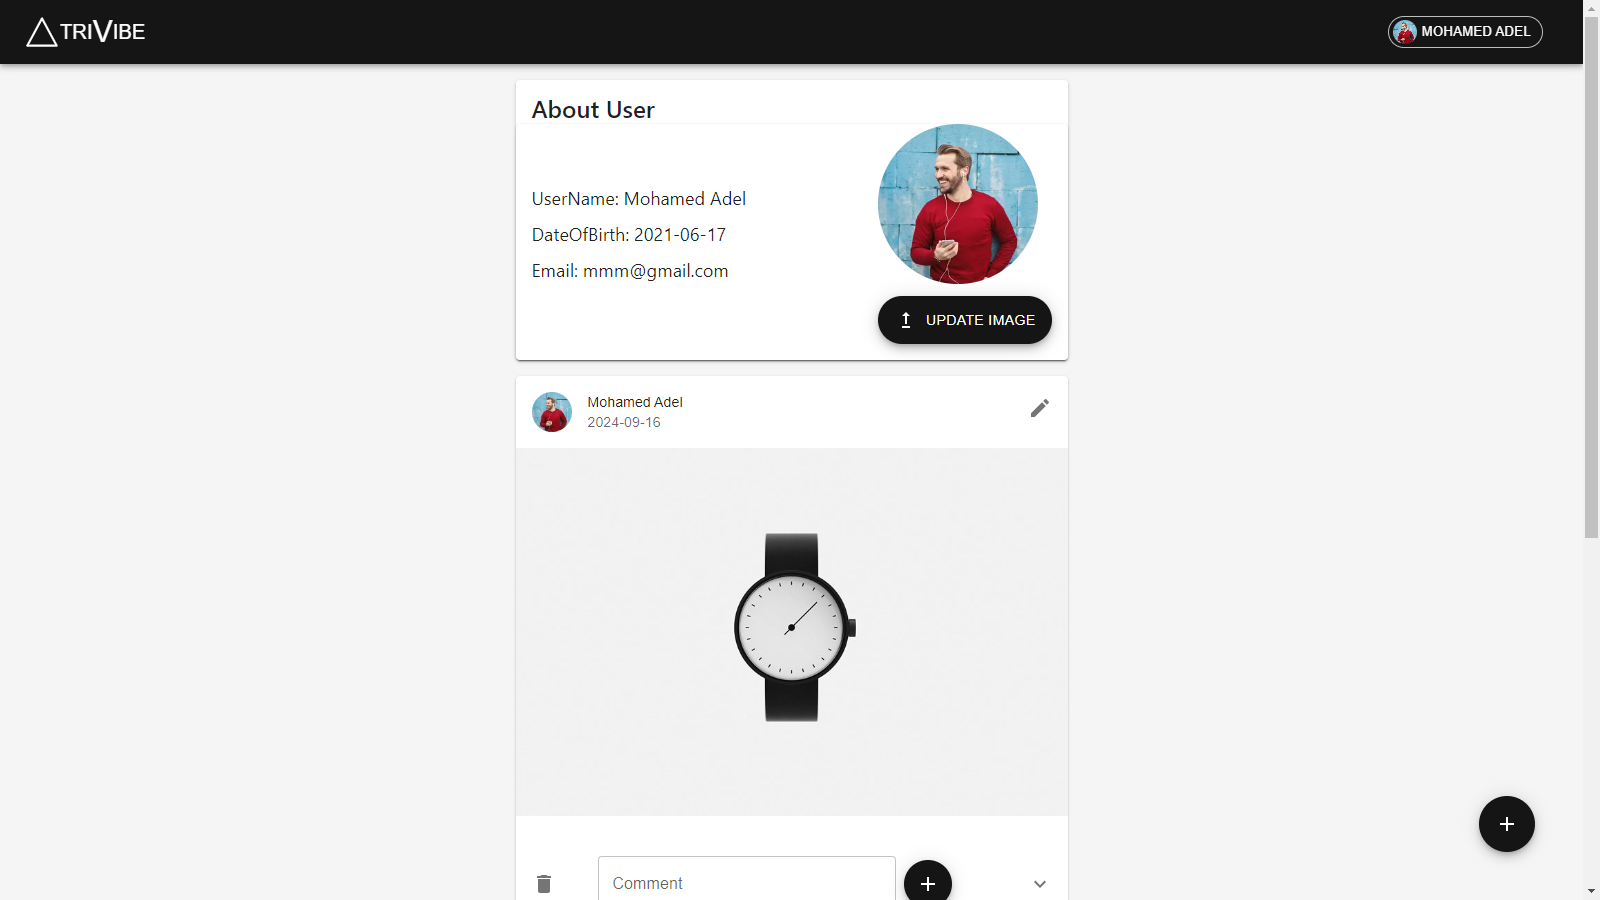 TRIVIBE
MOHAMED ADEL
About User
UserName: Mohamed Adel
DateOfBirth: 2021-06-17
Email: mmm@gmail.com
UPDATE IMAGE
Mohamed Adel
2024-09-16
Comment